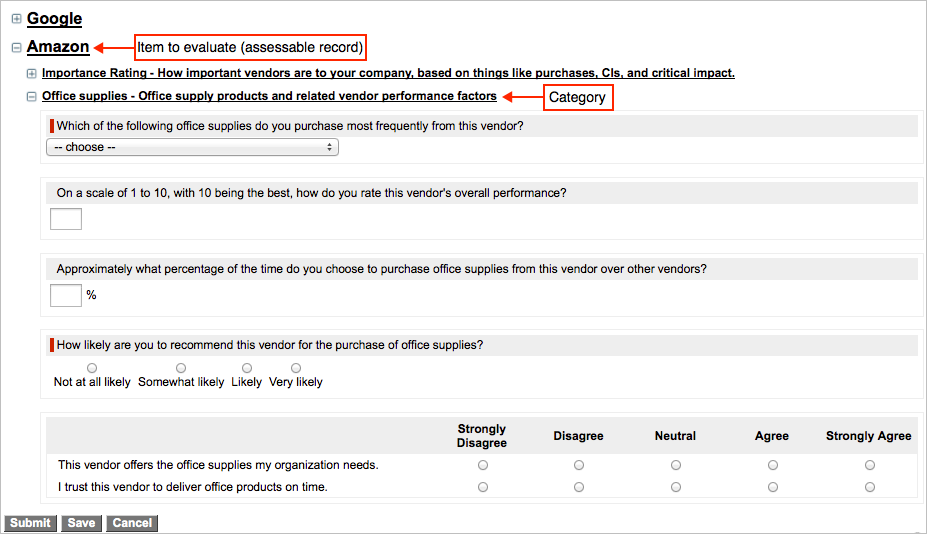 Google
Amazon Item to evaluate (assessable record)
Importance Rating - How important vendors are to your company, based on things like purchases, CIs, and critical impact.
Office supplies - Office supply products and related vendor performance factors Category
Which of the following office supplies do you purchase most frequently from this vendor?
-- choose --
On a scale of 1 to 10, with 10 being the best, how do you rate this vendor's overall performance?
Approximately what percentage of the time do you choose to purchase office supplies from this vendor over other vendors?
%
How likely are you to recommend this vendor for the purchase of office supplies?
Not at all likely Somewhat likely Likely Very likely
Strongly Disagree Disagree Neutral Agree Strongly Agree
This vendor offers the office supplies my organization needs.
I trust this vendor to deliver office products on time.
Submit Save Cancel